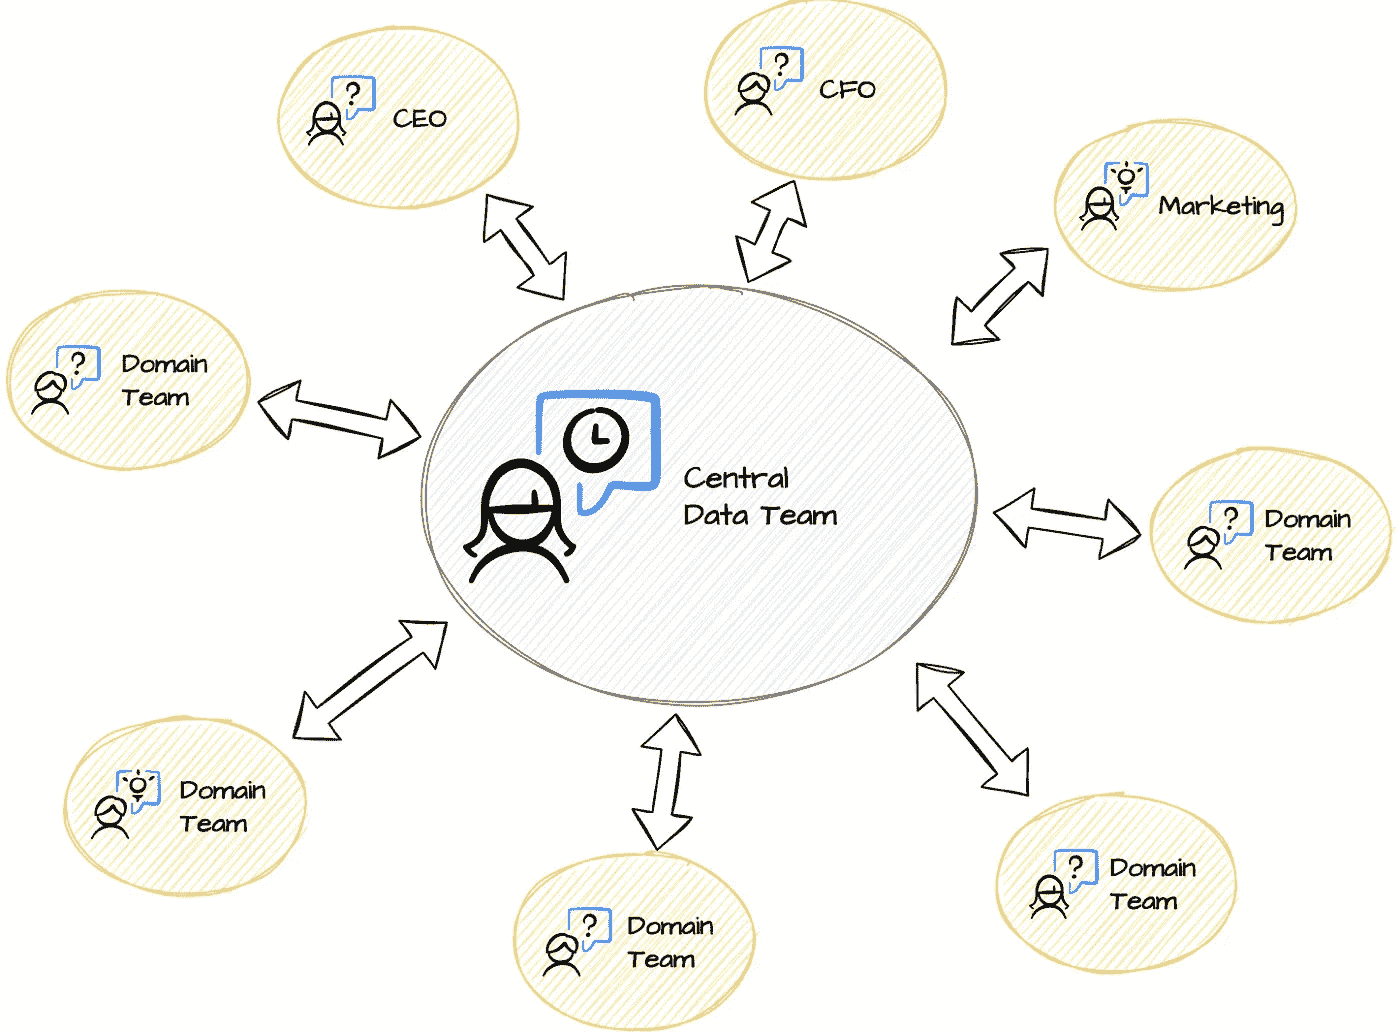 ?
CEO
?
CFO
Marketing
?
Domain
Team
Central
Data Team
?
Domain
Team
Domain
Team
?
Domain
Team
?
Domain
Team